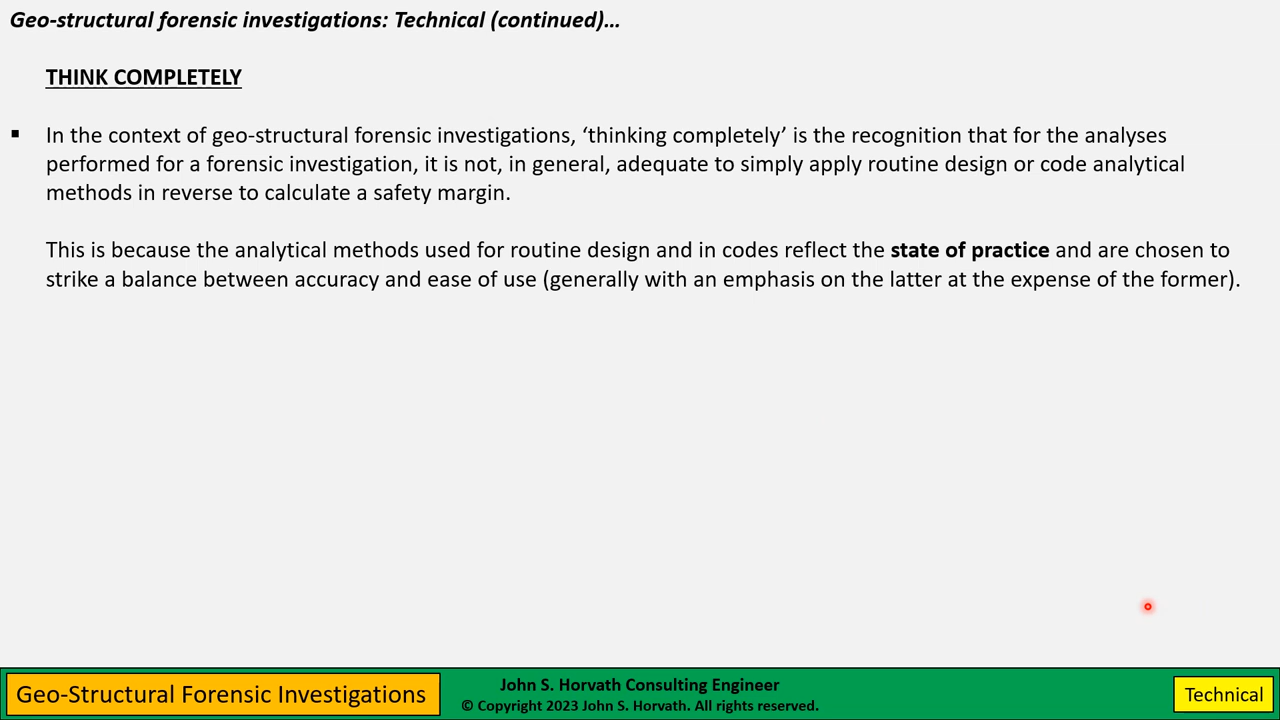 Geo-structural forensic investigations: Technical (continued)…
THINK COMPLETELY
▪ In the context of geo-structural forensic investigations, ‘thinking completely’ is the recognition that for the analyses
performed for a forensic investigation, it is not, in general, adequate to simply apply routine design or code analytical
methods in reverse to calculate a safety margin.
This is because the analytical methods used for routine design and in codes reflect the state of practice and are chosen to
strike a balance between accuracy and ease of use (generally with an emphasis on the latter at the expense of the former).
Geo-Structural Forensic Investigations
John S. Horvath Consulting Engineer
© Copyright 2023 John S. Horvath. All rights reserved.
Technical